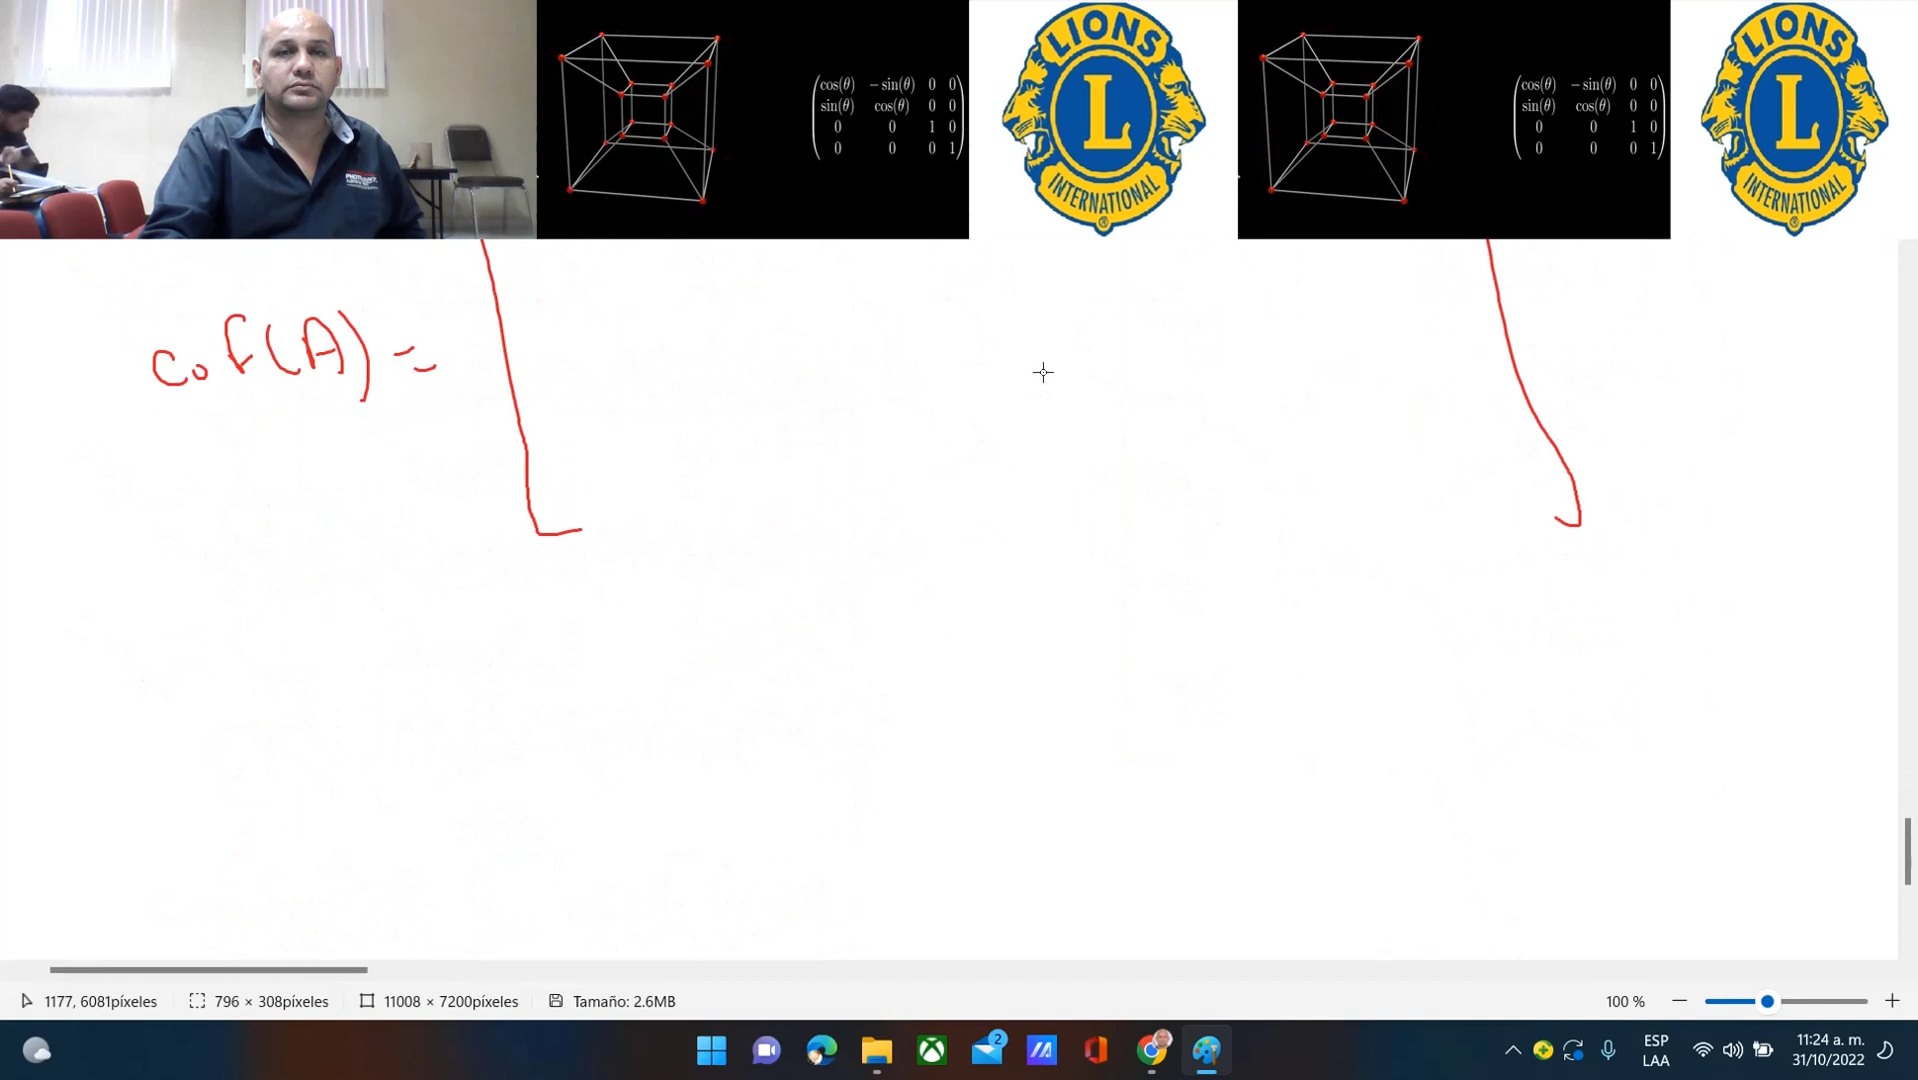 cos(θ) −sin(θ) 0 0
sin(θ) cos(θ) 0 0
0 0 1 0
0 0 0 1
LIONS
L
INTERNATIONAL
®
cos(θ) −sin(θ) 0 0
sin(θ) cos(θ) 0 0
0 0 1 0
0 0 0 1
LIONS
L
INTERNATIONAL
®
cof(A) =
1177, 6081píxeles 796 × 308píxeles 11008 × 7200píxeles Tamaño: 2.6MB 100 %
2
ESP
LAA
11:24 a. m.
31/10/2022